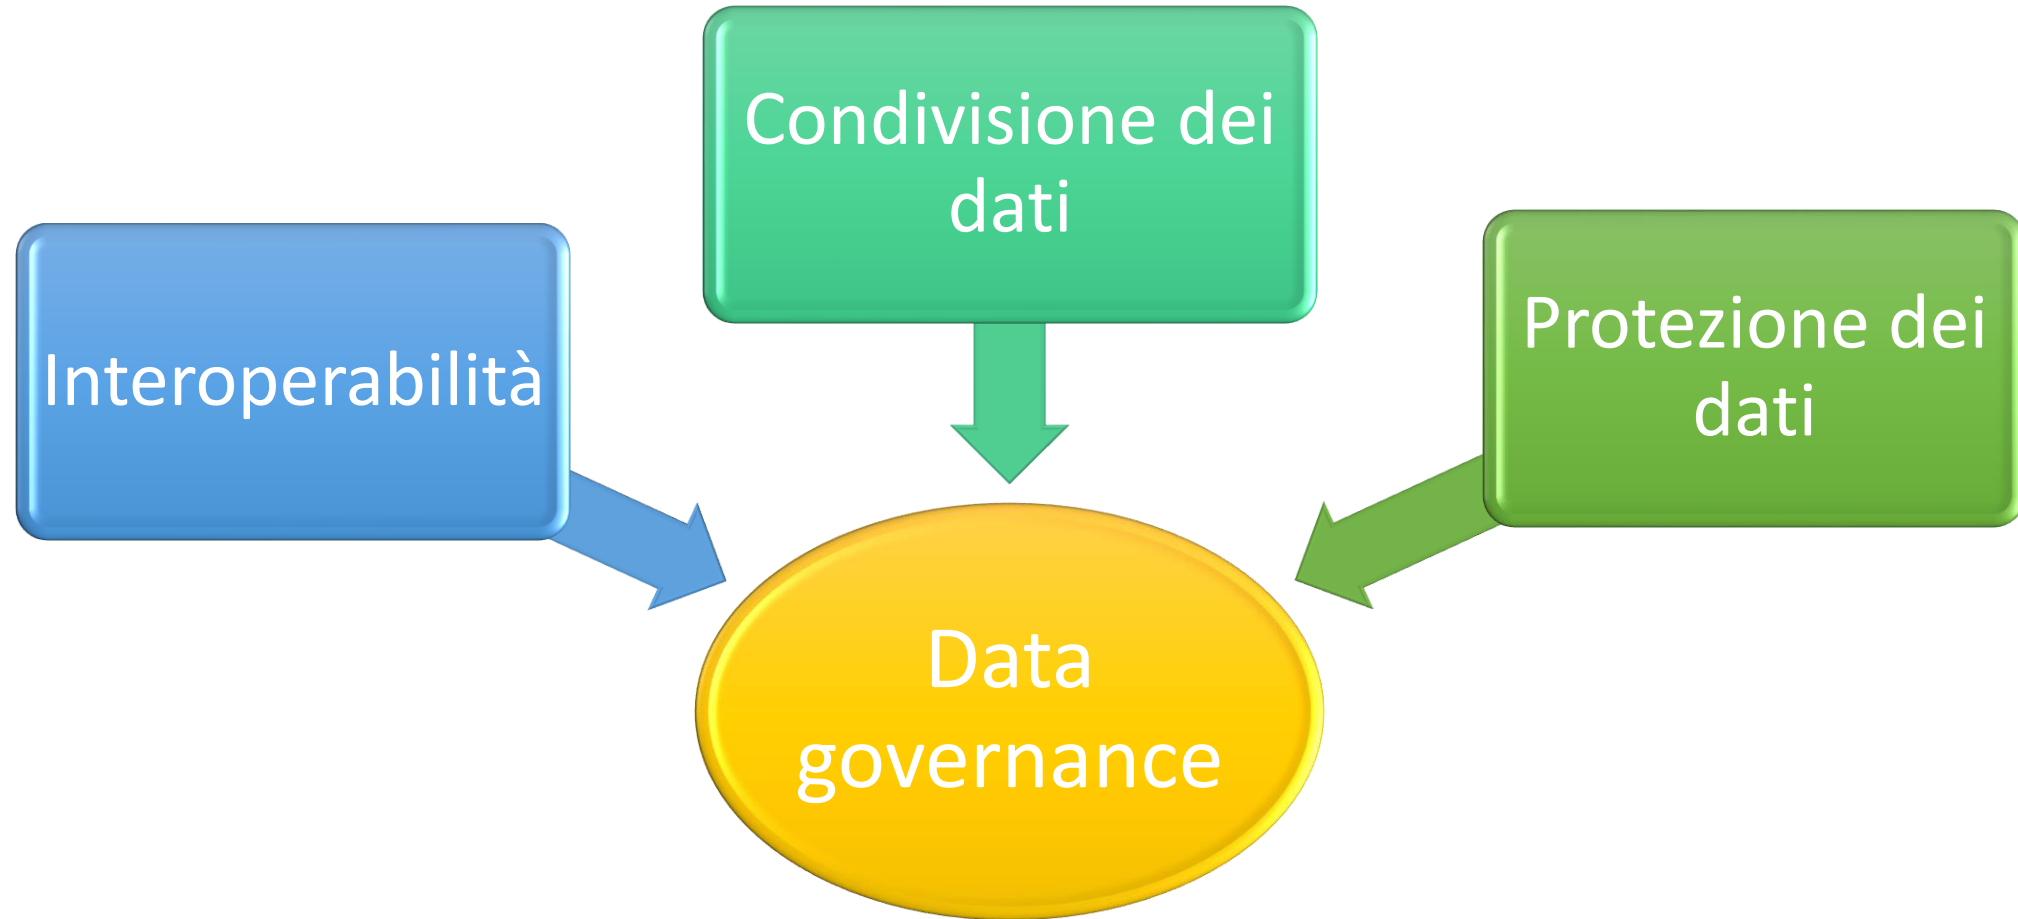 Condivisione dei
dati
Interoperabilità
Protezione dei
dati
Data
governance